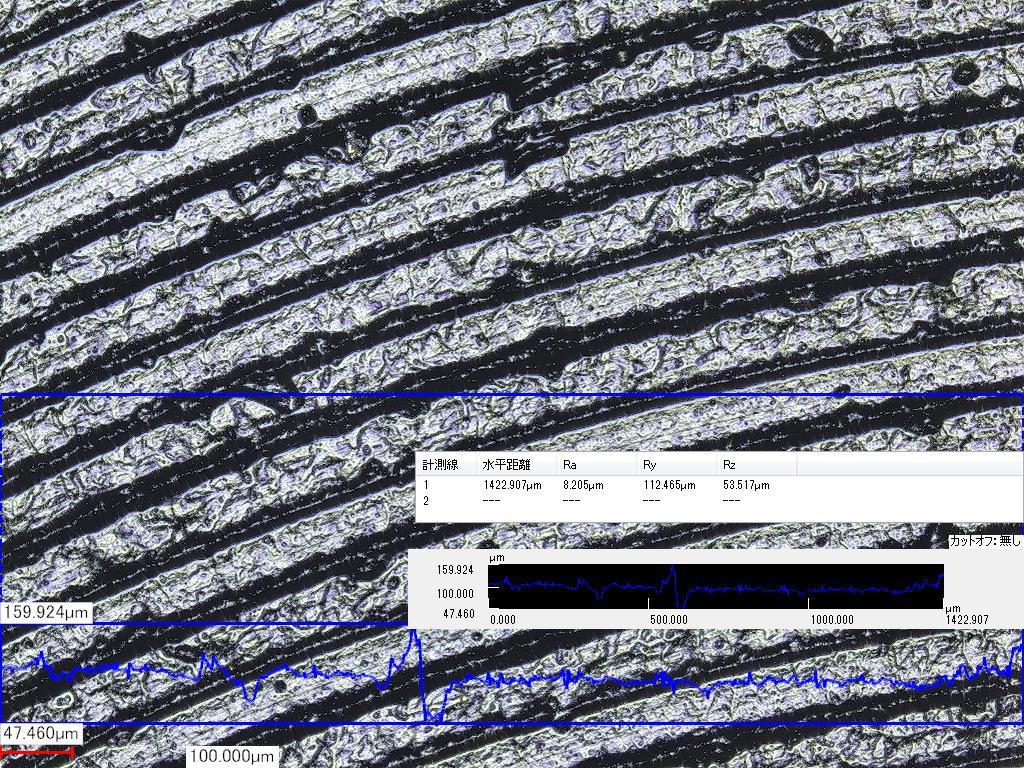 計測線 水平距離 Ra Ry Rz
1 1422.907µm 8.205µm 112.465µm 53.517µm
2 --- --- --- ---
カットオフ: 無し
µm
159.924
100.000
47.460
0.000 500.000 1000.000 1422.907
µm
159.924µm
47.460µm
100.000µm